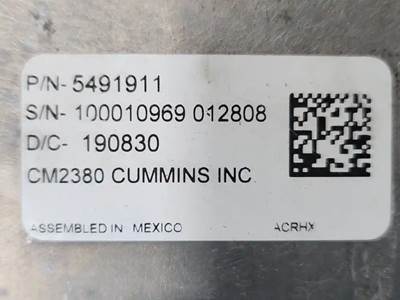 P/N- 5491911
S/N- 100010969 012808
D/C- 190830
CM2380 CUMMINS INC
ASSEMBLED IN MEXICO ACRHX